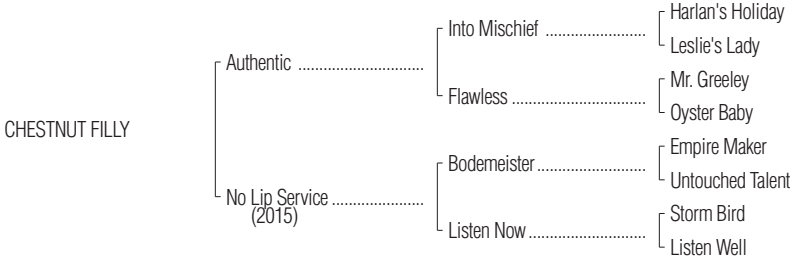 Harlan's Holiday
Into Mischief ........................
Leslie's Lady
Authentic ..............................
Mr. Greeley
Flawless ................................
Oyster Baby
CHESTNUT FILLY
Empire Maker
Bodemeister ..........................
Untouched Talent
No Lip Service ......................
(2015)
Storm Bird
Listen Now ............................
Listen Well